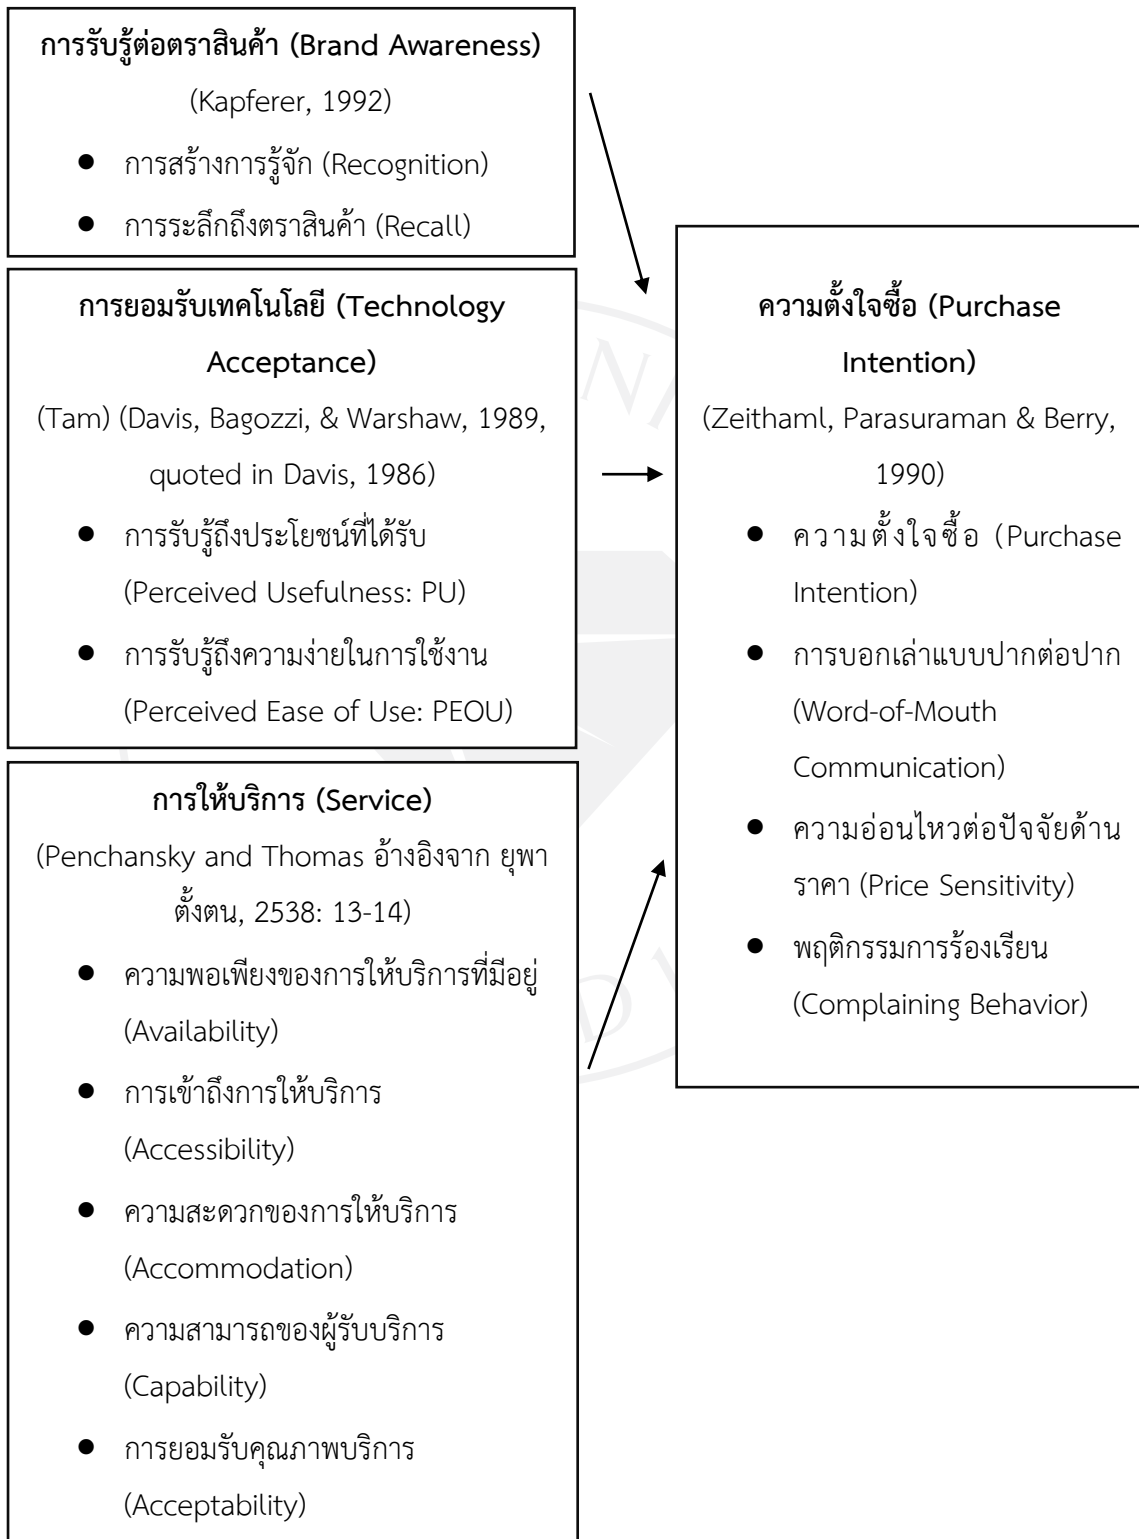 การรับรู้ต่อตราสินค้า (Brand Awareness)
(Kapferer, 1992)
● การสร้างการรู้จัก (Recognition)
● การระลึกถึงตราสินค้า (Recall)
การยอมรับเทคโนโลยี (Technology
Acceptance)
(Tam) (Davis, Bagozzi, & Warshaw, 1989,
quoted in Davis, 1986)
● การรับรู้ถึงประโยชน์ที่ได้รับ
(Perceived Usefulness: PU)
● การรับรู้ถึงความง่ายในการใช้งาน
(Perceived Ease of Use: PEOU)
การให้บริการ (Service)
(Penchansky and Thomas อ้างอิงจาก ยุพา
ตั้งตน, 2538: 13-14)
● ความพอเพียงของการให้บริการที่มีอยู่
(Availability)
● การเข้าถึงการให้บริการ
(Accessibility)
● ความสะดวกของการให้บริการ
(Accommodation)
● ความสามารถของผู้รับบริการ
(Capability)
● การยอมรับคุณภาพบริการ
(Acceptability)
ความตั้งใจซื้อ (Purchase
Intention)
(Zeithaml, Parasuraman & Berry,
1990)
● ความตั้งใจซื้อ (Purchase
Intention)
● การบอกเล่าแบบปากต่อปาก
(Word-of-Mouth
Communication)
● ความอ่อนไหวต่อปัจจัยด้าน
ราคา (Price Sensitivity)
● พฤติกรรมการร้องเรียน
(Complaining Behavior)